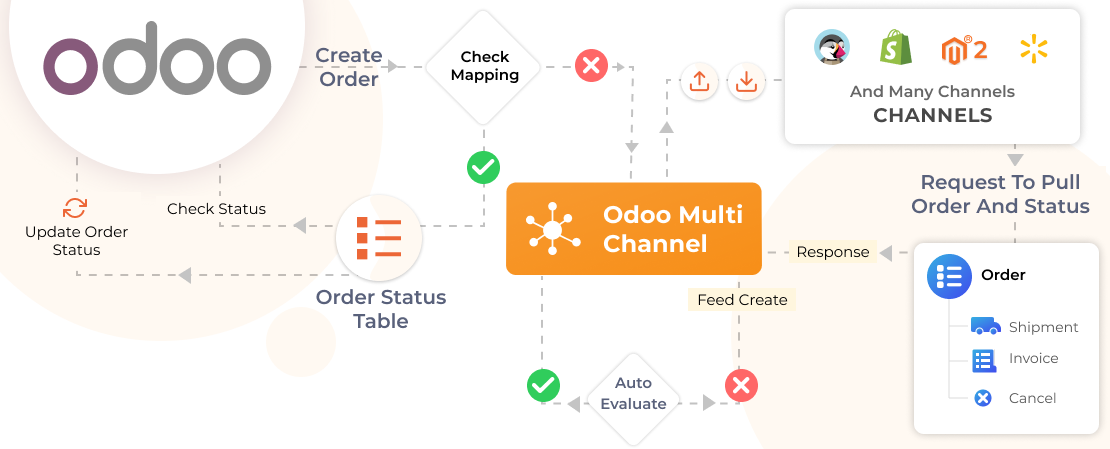 odoo
Create
Order
Check
Mapping
® 2
And Many Channels
CHANNELS
Request To Pull
Order And Status
Check Status
Update Order
Status
Order Status
Table
Odoo Multi
Channel
Response
Feed Create
Auto
Evaluate
Order
Shipment
Invoice
Cancel